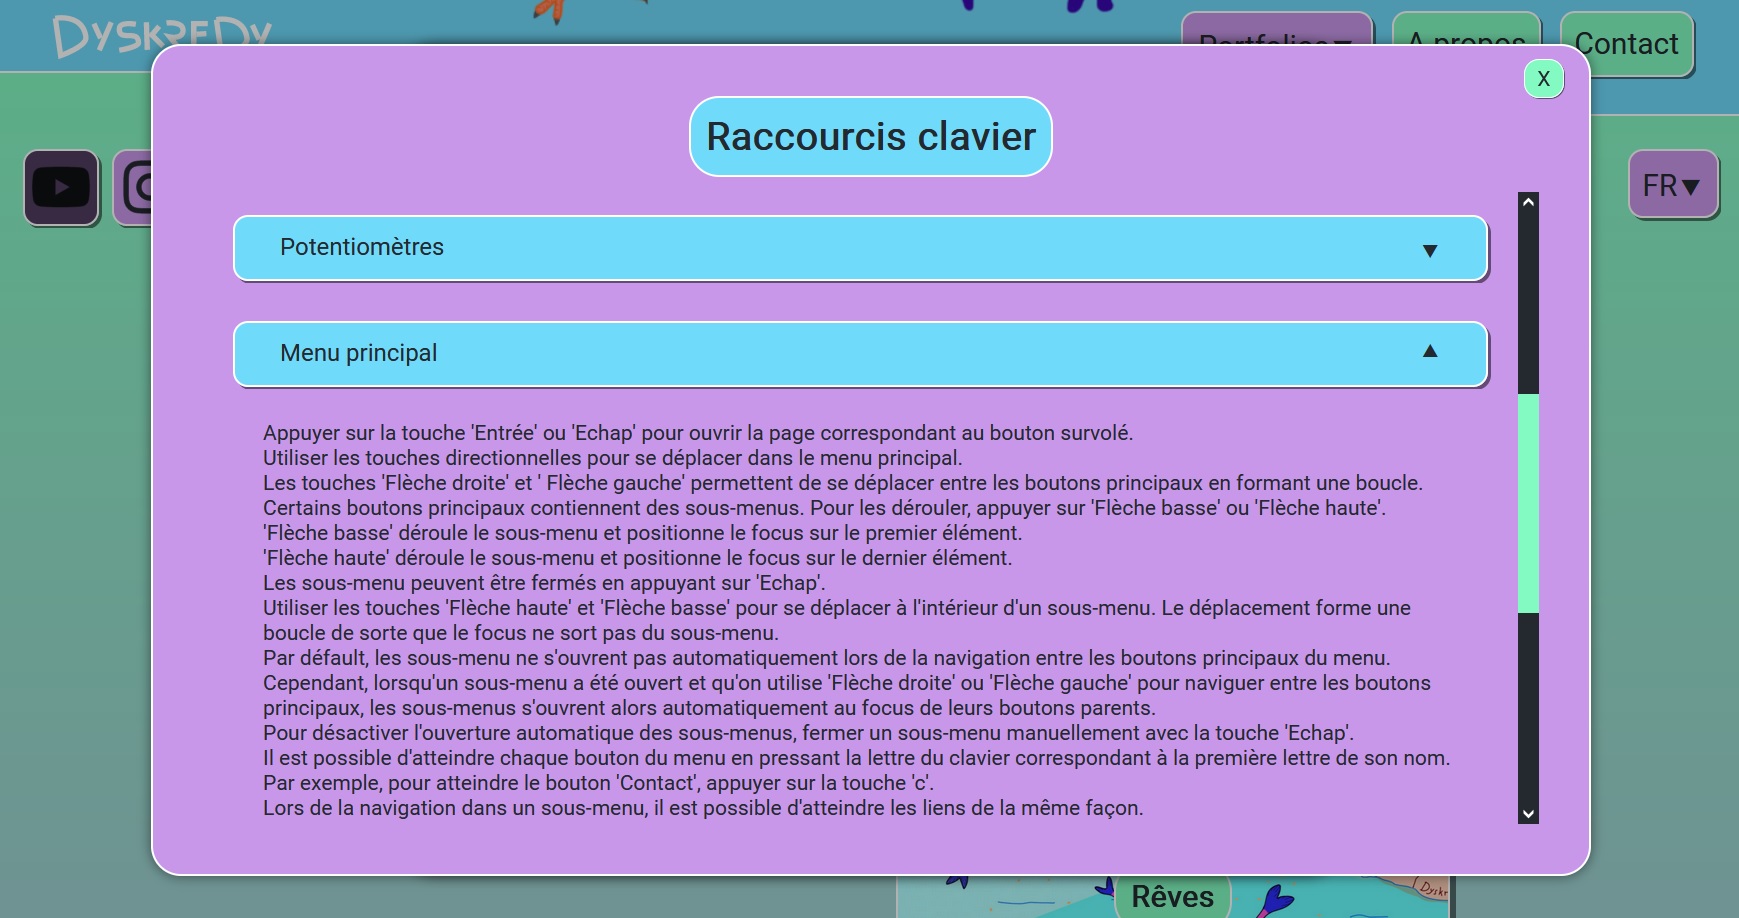 DYSKREDY
Portfolios▼
A propos
Contact
X
Raccourcis clavier
FR▼
Potentiomètres ▼
Menu principal ▲
Appuyer sur la touche 'Entrée' ou 'Echap' pour ouvrir la page correspondant au bouton survolé.
Utiliser les touches directionnelles pour se déplacer dans le menu principal.
Les touches 'Flèche droite' et ' Flèche gauche' permettent de se déplacer entre les boutons principaux en formant une boucle.
Certains boutons principaux contiennent des sous-menus. Pour les dérouler, appuyer sur 'Flèche basse' ou 'Flèche haute'.
'Flèche basse' déroule le sous-menu et positionne le focus sur le premier élément.
'Flèche haute' déroule le sous-menu et positionne le focus sur le dernier élément.
Les sous-menu peuvent être fermés en appuyant sur 'Echap'.
Utiliser les touches 'Flèche haute' et 'Flèche basse' pour se déplacer à l'intérieur d'un sous-menu. Le déplacement forme une
boucle de sorte que le focus ne sort pas du sous-menu.
Par défault, les sous-menu ne s'ouvrent pas automatiquement lors de la navigation entre les boutons principaux du menu.
Cependant, lorsqu'un sous-menu a été ouvert et qu'on utilise 'Flèche droite' ou 'Flèche gauche' pour naviguer entre les boutons
principaux, les sous-menus s'ouvrent alors automatiquement au focus de leurs boutons parents.
Pour désactiver l'ouverture automatique des sous-menus, fermer un sous-menu manuellement avec la touche 'Echap'.
Il est possible d'atteindre chaque bouton du menu en pressant la lettre du clavier correspondant à la première lettre de son nom.
Par exemple, pour atteindre le bouton 'Contact', appuyer sur la touche 'c'.
Lors de la navigation dans un sous-menu, il est possible d'atteindre les liens de la même façon.
Rêves